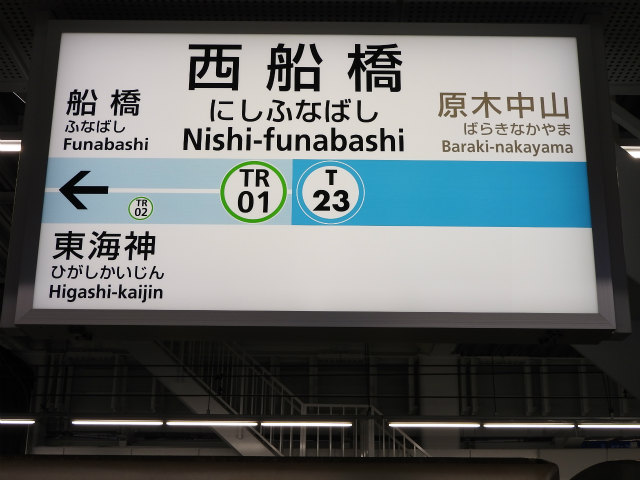 西船橋
にしふなばし
Nishi-funabashi
船橋
ふなばし
Funabashi
原木中山
ばらきなかやま
Baraki-nakayama
TR
02
TR
01
T
23
東海神
ひがしかいじん
Higashi-kaijin